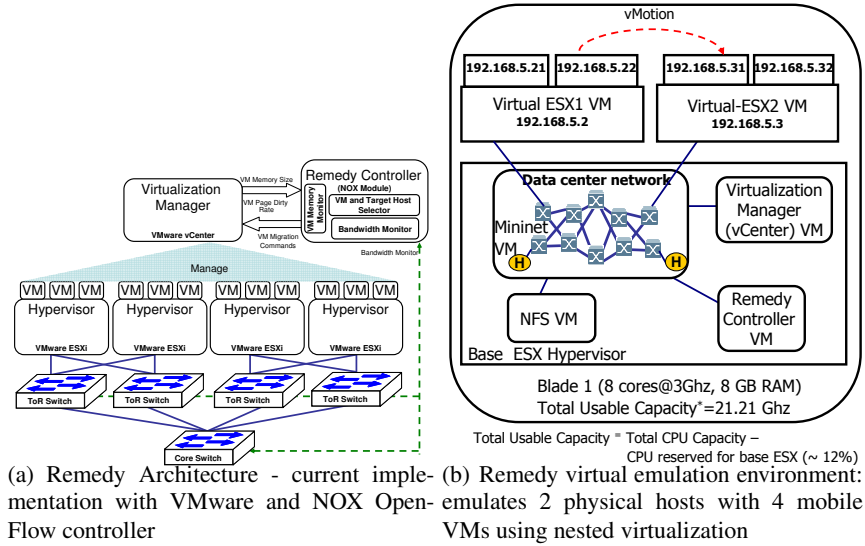 VM Memory Size
VM Page Dirty
Rate
VM Migration
Commands
Virtualization
Manager
VMware vCenter
Remedy Controller
(NOX Module)
VM Memory
Monitor
VM and Target Host
Selector
Bandwidth Monitor
Bandwidth Monitor
Manage
VM VM VM VM VM VM VM VM VM VM VM VM
Hypervisor Hypervisor Hypervisor Hypervisor
VMware ESXi VMware ESXi VMware ESXi VMware ESXi
ToR Switch ToR Switch ToR Switch ToR Switch
Core Switch
(a) Remedy Architecture - current imple-
mentation with VMware and NOX Open-
Flow controller
vMotion
192.168.5.21 192.168.5.22 192.168.5.31 192.168.5.32
Virtual ESX1 VM
192.168.5.2
Virtual-ESX2 VM
192.168.5.3
Data center network
Mininet
VM
H H
Virtualization
Manager
(vCenter) VM
NFS VM
Remedy
Controller
VM
Base ESX Hypervisor
Blade 1 (8 cores@3Ghz, 8 GB RAM)
Total Usable Capacity*=21.21 Ghz
Total Usable Capacity = Total CPU Capacity –
CPU reserved for base ESX (~ 12%)
(b) Remedy virtual emulation environment:
emulates 2 physical hosts with 4 mobile
VMs using nested virtualization